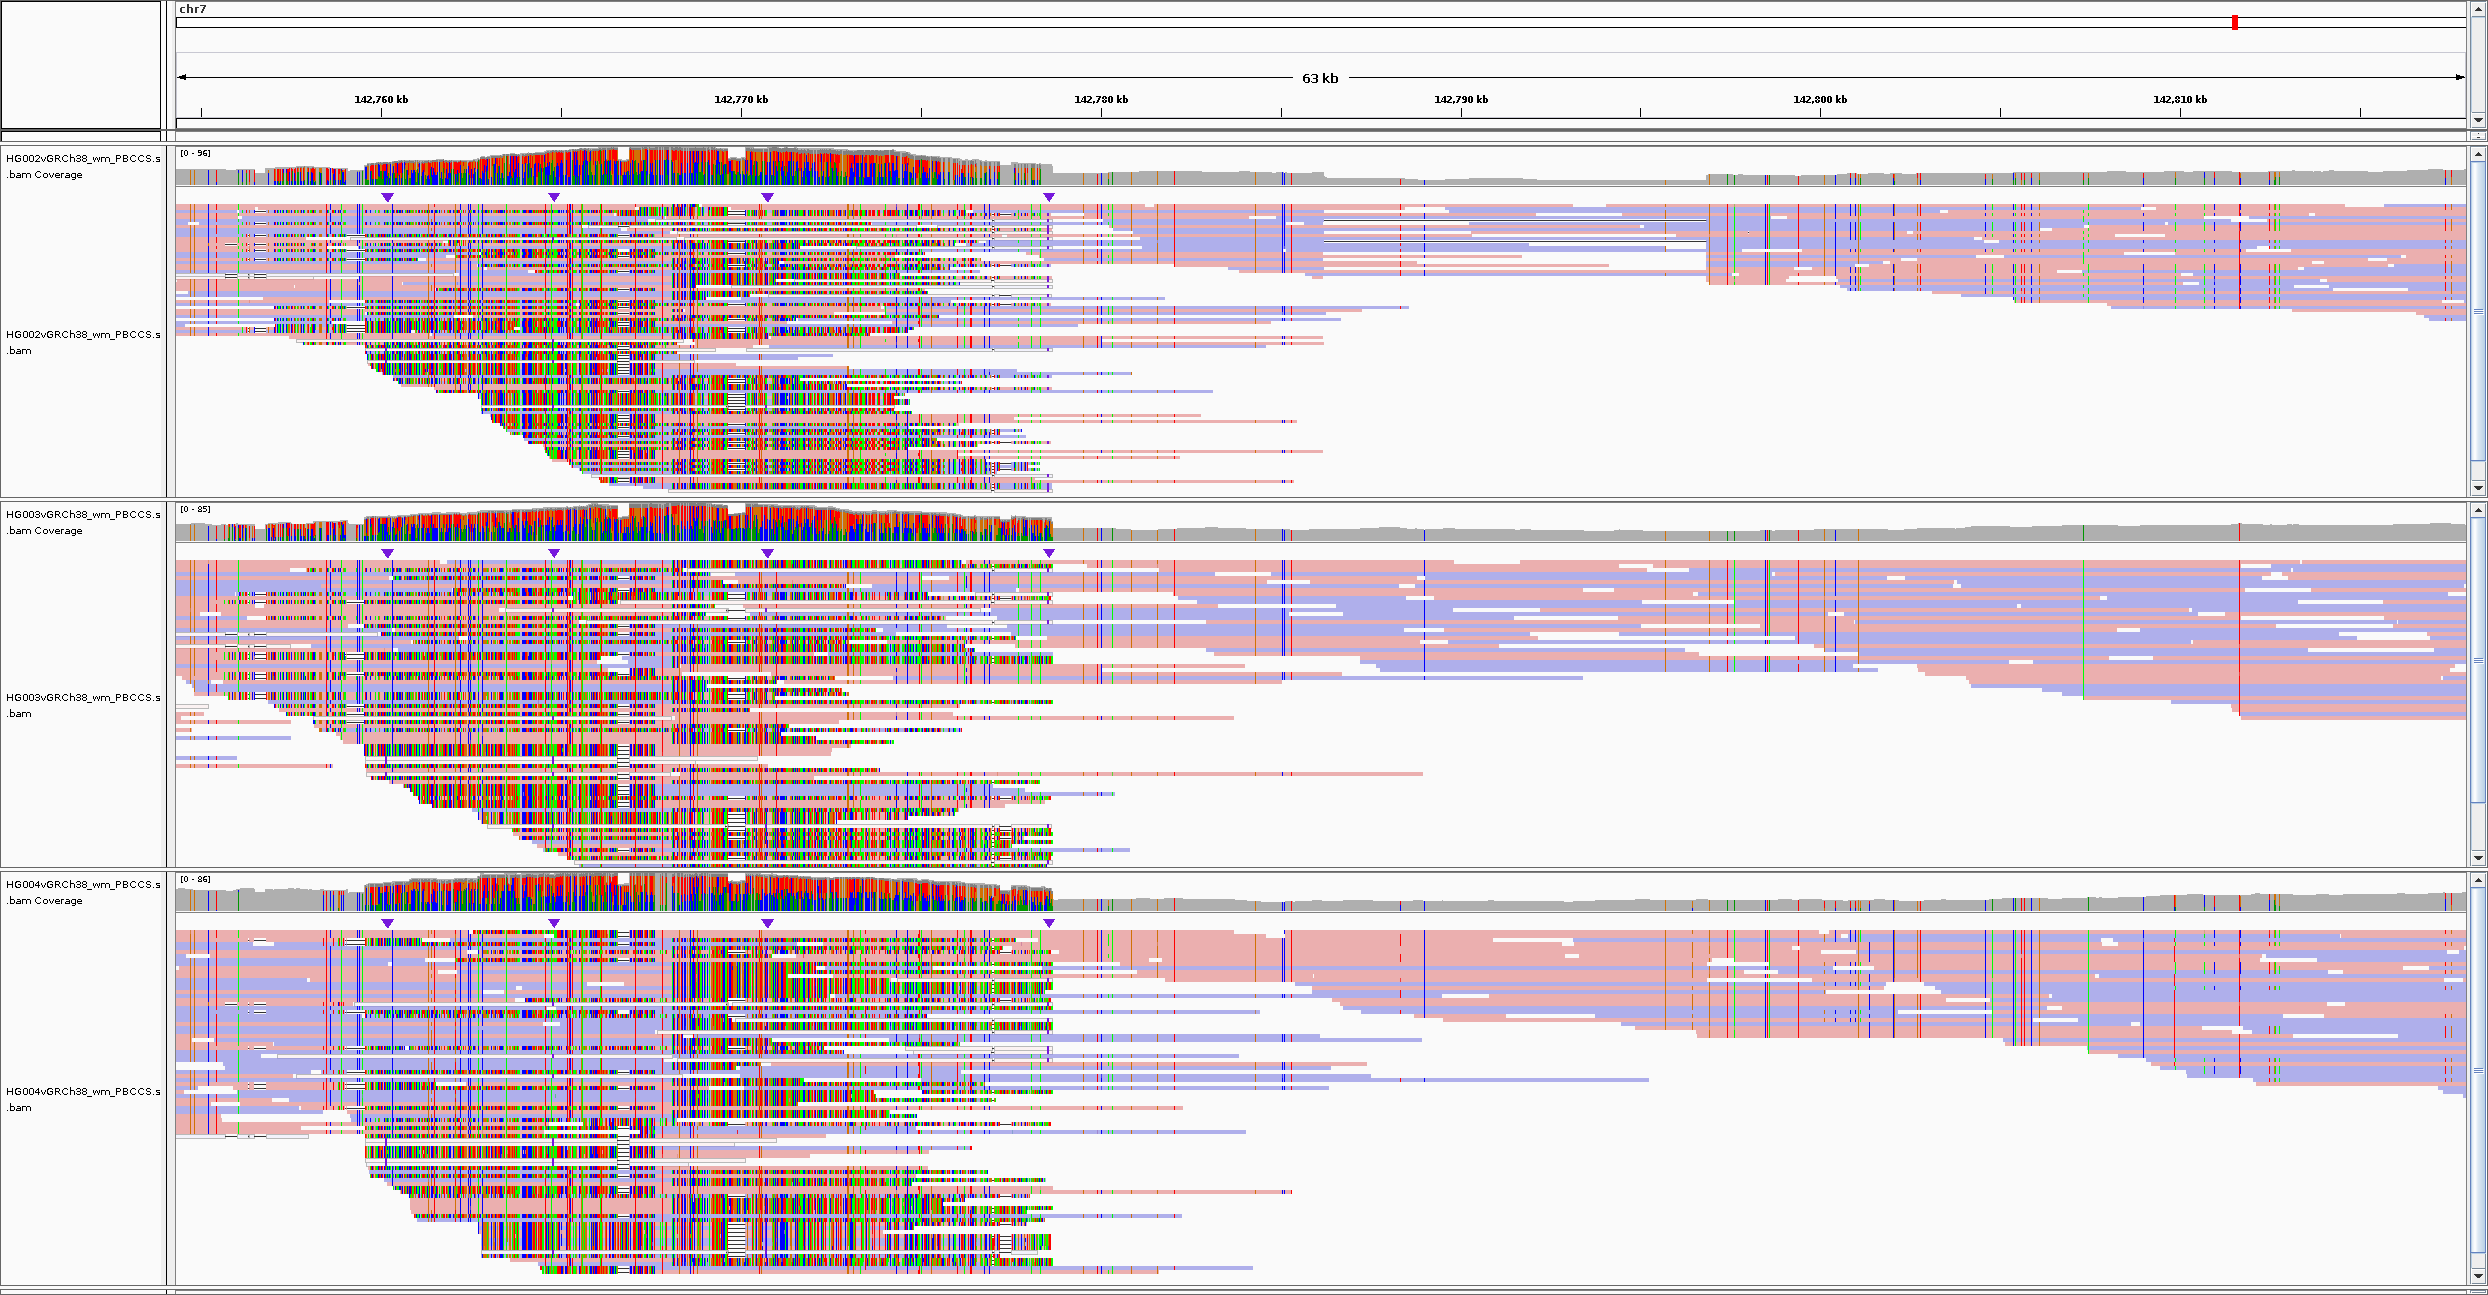 chr7
63 kb
142,760 kb 142,770 kb 142,780 kb 142,790 kb 142,800 kb 142,810 kb
HG002vGRCh38_wm_PBCCS.s
.bam Coverage
[0 - 96]
HG002vGRCh38_wm_PBCCS.s
.bam
HG003vGRCh38_wm_PBCCS.s
.bam Coverage
[0 - 85]
HG003vGRCh38_wm_PBCCS.s
.bam
HG004vGRCh38_wm_PBCCS.s
.bam Coverage
[0 - 86]
HG004vGRCh38_wm_PBCCS.s
.bam